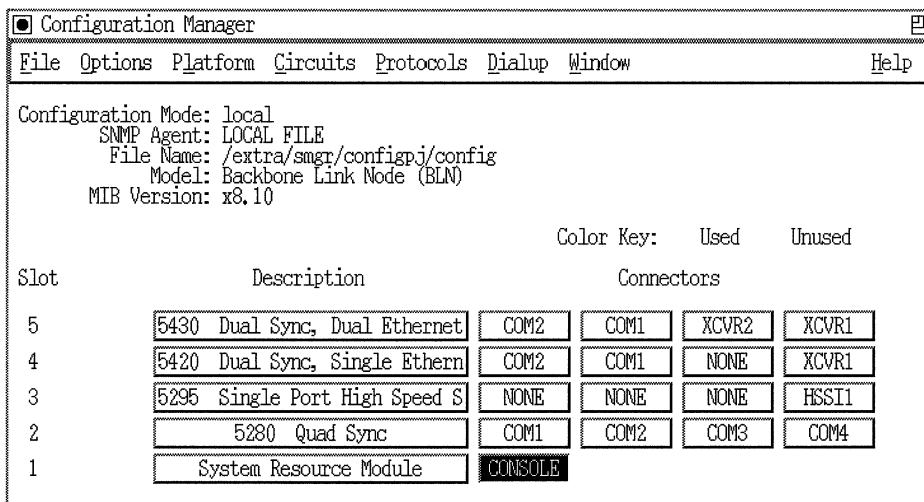 Configuration Manager
File Options Platform Circuits Protocols Dialup Window Help
Configuration Mode: local
SNMP Agent: LOCAL FILE
File Name: /extra/smgr/configpj/config
Model: Backbone Link Node (BLN)
MIB Version: x8.10
Color Key: Used Unused
Slot Description Connectors
5 5430 Dual Sync, Dual Ethernet COM2 COM1 XCVR2 XCVR1
4 5420 Dual Sync, Single Ethern COM2 COM1 NONE XCVR1
3 5295 Single Port High Speed S NONE NONE NONE HSSI1
2 5280 Quad Sync COM1 COM2 COM3 COM4
1 System Resource Module CONSOLE